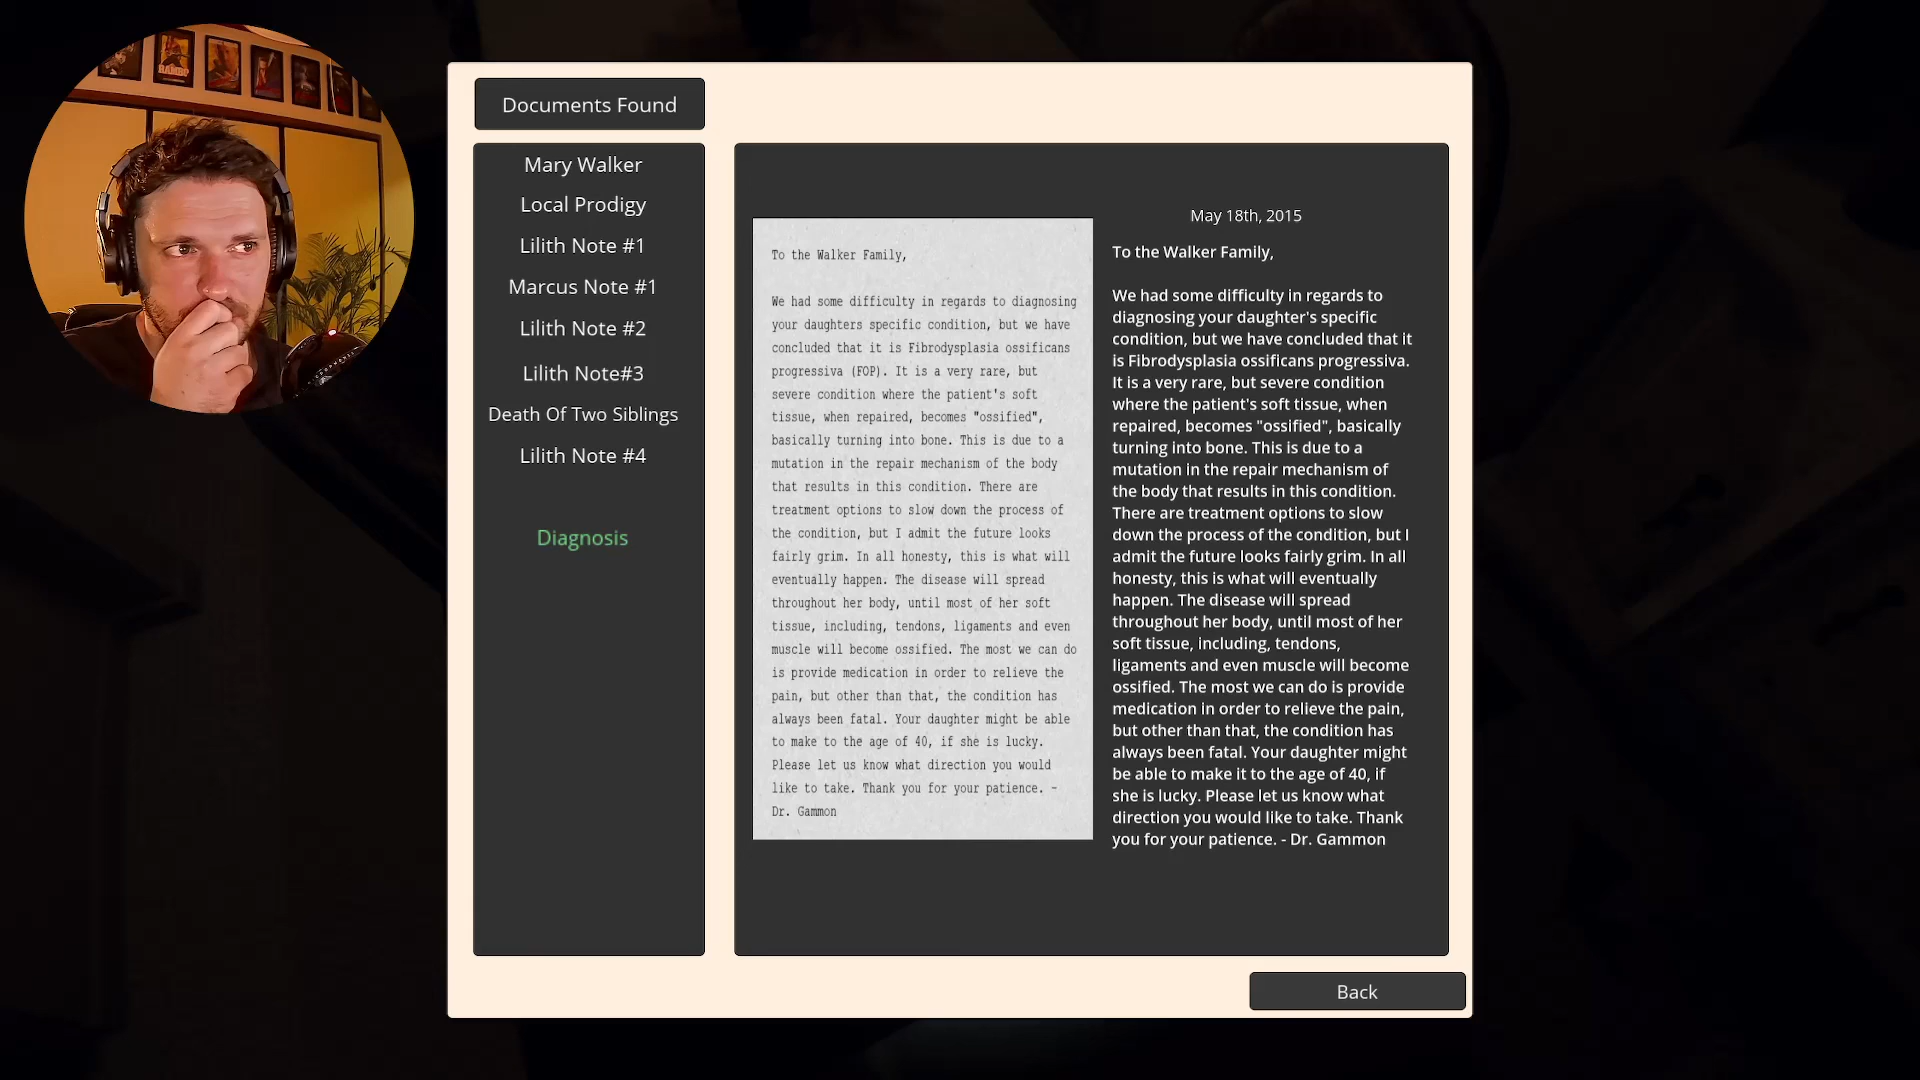 Documents Found
Mary Walker
Local Prodigy
Lilith Note #1
Marcus Note #1
Lilith Note #2
Lilith Note#3
Death Of Two Siblings
Lilith Note #4
Diagnosis
To the Walker Family,
We had some difficulty in regards to diagnosing
your daughters specific condition, but we have
concluded that it is Fibrodysplasia ossificans
progressiva (FOP). It is a very rare, but
severe condition where the patient's soft
tissue, when repaired, becomes "ossified",
basically turning into bone. This is due to a
mutation in the repair mechanism of the body
that results in this condition. There are
treatment options to slow down the process of
the condition, but I admit the future looks
fairly grim. In all honesty, this is what will
eventually happen. The disease will spread
throughout her body, until most of her soft
tissue, including, tendons, ligaments and even
muscle will become ossified. The most we can do
is provide medication in order to relieve the
pain, but other than that, the condition has
always been fatal. Your daughter might be able
to make to the age of 40, if she is lucky.
Please let us know what direction you would
like to take. Thank you for your patience. -
Dr. Gammon
May 18th, 2015
To the Walker Family,
We had some difficulty in regards to
diagnosing your daughter's specific
condition, but we have concluded that it
is Fibrodysplasia ossificans progressiva.
It is a very rare, but severe condition
where the patient's soft tissue, when
repaired, becomes "ossified", basically
turning into bone. This is due to a
mutation in the repair mechanism of
the body that results in this condition.
There are treatment options to slow
down the process of the condition, but I
admit the future looks fairly grim. In all
honesty, this is what will eventually
happen. The disease will spread
throughout her body, until most of her
soft tissue, including, tendons,
ligaments and even muscle will become
ossified. The most we can do is provide
medication in order to relieve the pain,
but other than that, the condition has
always been fatal. Your daughter might
be able to make it to the age of 40, if
she is lucky. Please let us know what
direction you would like to take. Thank
you for your patience. - Dr. Gammon
Back
RAMBO